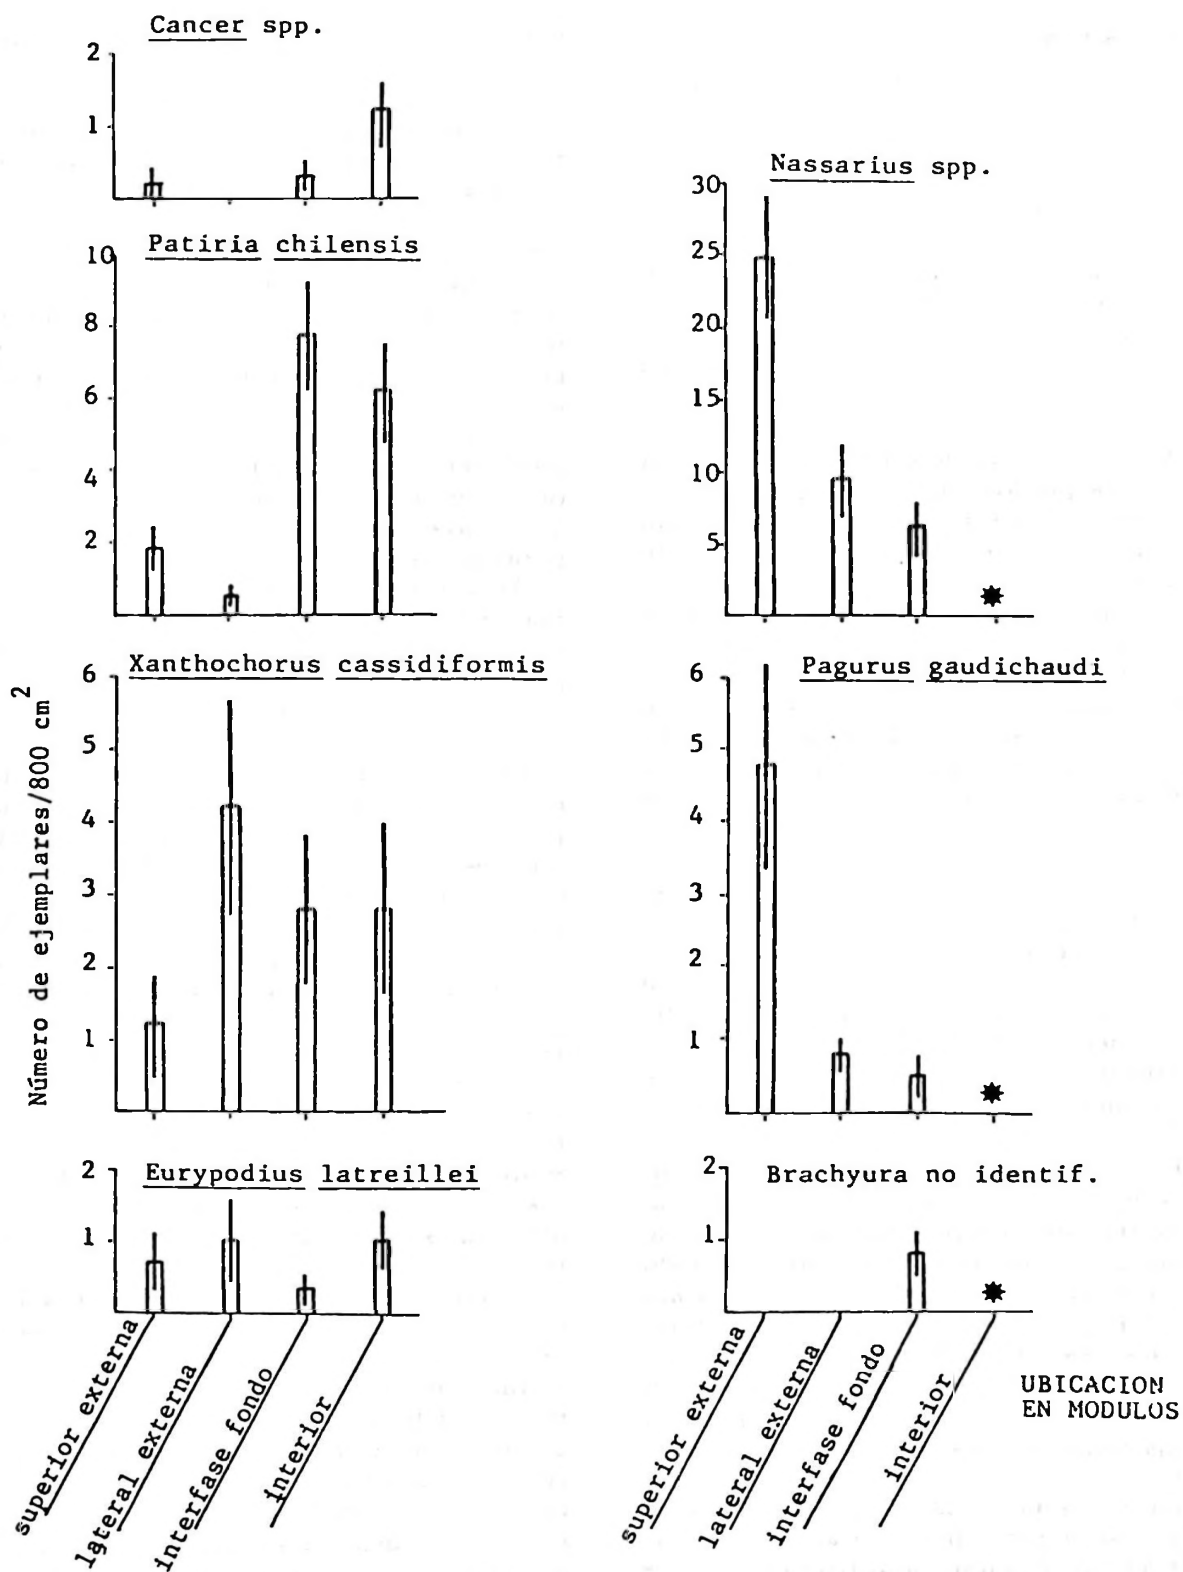 Cancer spp.
2
1
Patiria chilensis
10
8
6
4
2
Xanthochorus cassidiformis
6
5
4
3
2
1
Eurypodius latreillei
2
1
Número de ejemplares/800 cm²
superior externa
lateral externa
interfase fondo
interior
Nassarius spp.
30
25
20
15
10
5
Pagurus gaudichaudi
6
5
4
3
2
1
Brachyura no identif.
2
1
superior externa
lateral externa
interfase fondo
interior
UBICACION
EN MODULOS